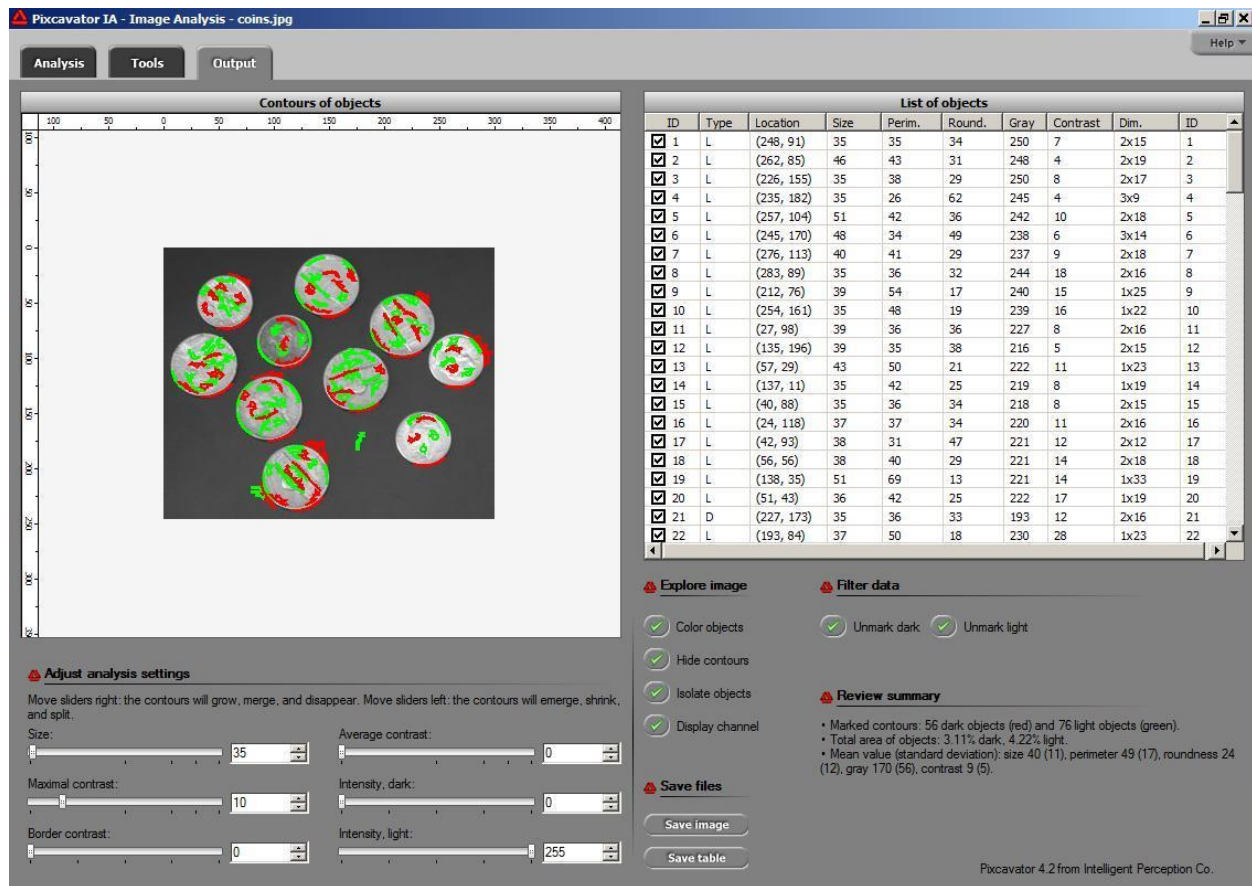 Pixcavator IA - Image Analysis - coins.jpg
Help
Analysis Tools Output
Contours of objects
100 50 0 50 100 150 200 250 300 350 400
100
50
0
50
100
150
200
250
300
List of objects
ID Type Location Size Perim. Round. Gray Contrast Dim. ID
1 L (248, 91) 35 35 34 250 7 2x15 1
2 L (262, 85) 46 43 31 248 4 2x19 2
3 L (226, 155) 35 38 29 250 8 2x17 3
4 L (235, 182) 35 26 62 245 4 3x9 4
5 L (257, 104) 51 42 36 242 10 2x18 5
6 L (245, 170) 48 34 49 238 6 3x14 6
7 L (276, 113) 40 41 29 237 9 2x18 7
8 L (283, 89) 35 36 32 244 18 2x16 8
9 L (212, 76) 39 54 17 240 15 1x25 9
10 L (254, 161) 35 48 19 239 16 1x22 10
11 L (27, 98) 39 36 36 227 8 2x16 11
12 L (135, 196) 39 35 38 216 5 2x15 12
13 L (57, 29) 43 50 21 222 11 1x23 13
14 L (137, 11) 35 42 25 219 8 1x19 14
15 L (40, 88) 35 36 34 218 8 2x15 15
16 L (24, 118) 37 37 34 220 11 2x16 16
17 L (42, 93) 38 31 47 221 12 2x12 17
18 L (56, 56) 38 40 29 221 14 2x18 18
19 L (138, 35) 51 69 13 221 14 1x33 19
20 L (51, 43) 36 42 25 222 17 1x19 20
21 D (227, 173) 35 36 33 193 12 2x16 21
22 L (193, 84) 37 50 18 230 28 1x23 22
Adjust analysis settings
Move sliders right: the contours will grow, merge, and disappear. Move sliders left: the contours will emerge, shrink,
and split.
Size: 35
Average contrast: 0
Maximal contrast: 10
Intensity, dark: 0
Border contrast: 0
Intensity, light: 255
Explore image
Color objects
Hide contours
Isolate objects
Display channel
Save files
Save image
Save table
Filter data
Unmark dark Unmark light
Review summary
• Marked contours: 56 dark objects (red) and 76 light objects (green).
• Total area of objects: 3.11% dark, 4.22% light.
• Mean value (standard deviation): size 40 (11), perimeter 49 (17), roundness 24
(12), gray 170 (56), contrast 9 (5).
Pixcavator 4.2 from Intelligent Perception Co.